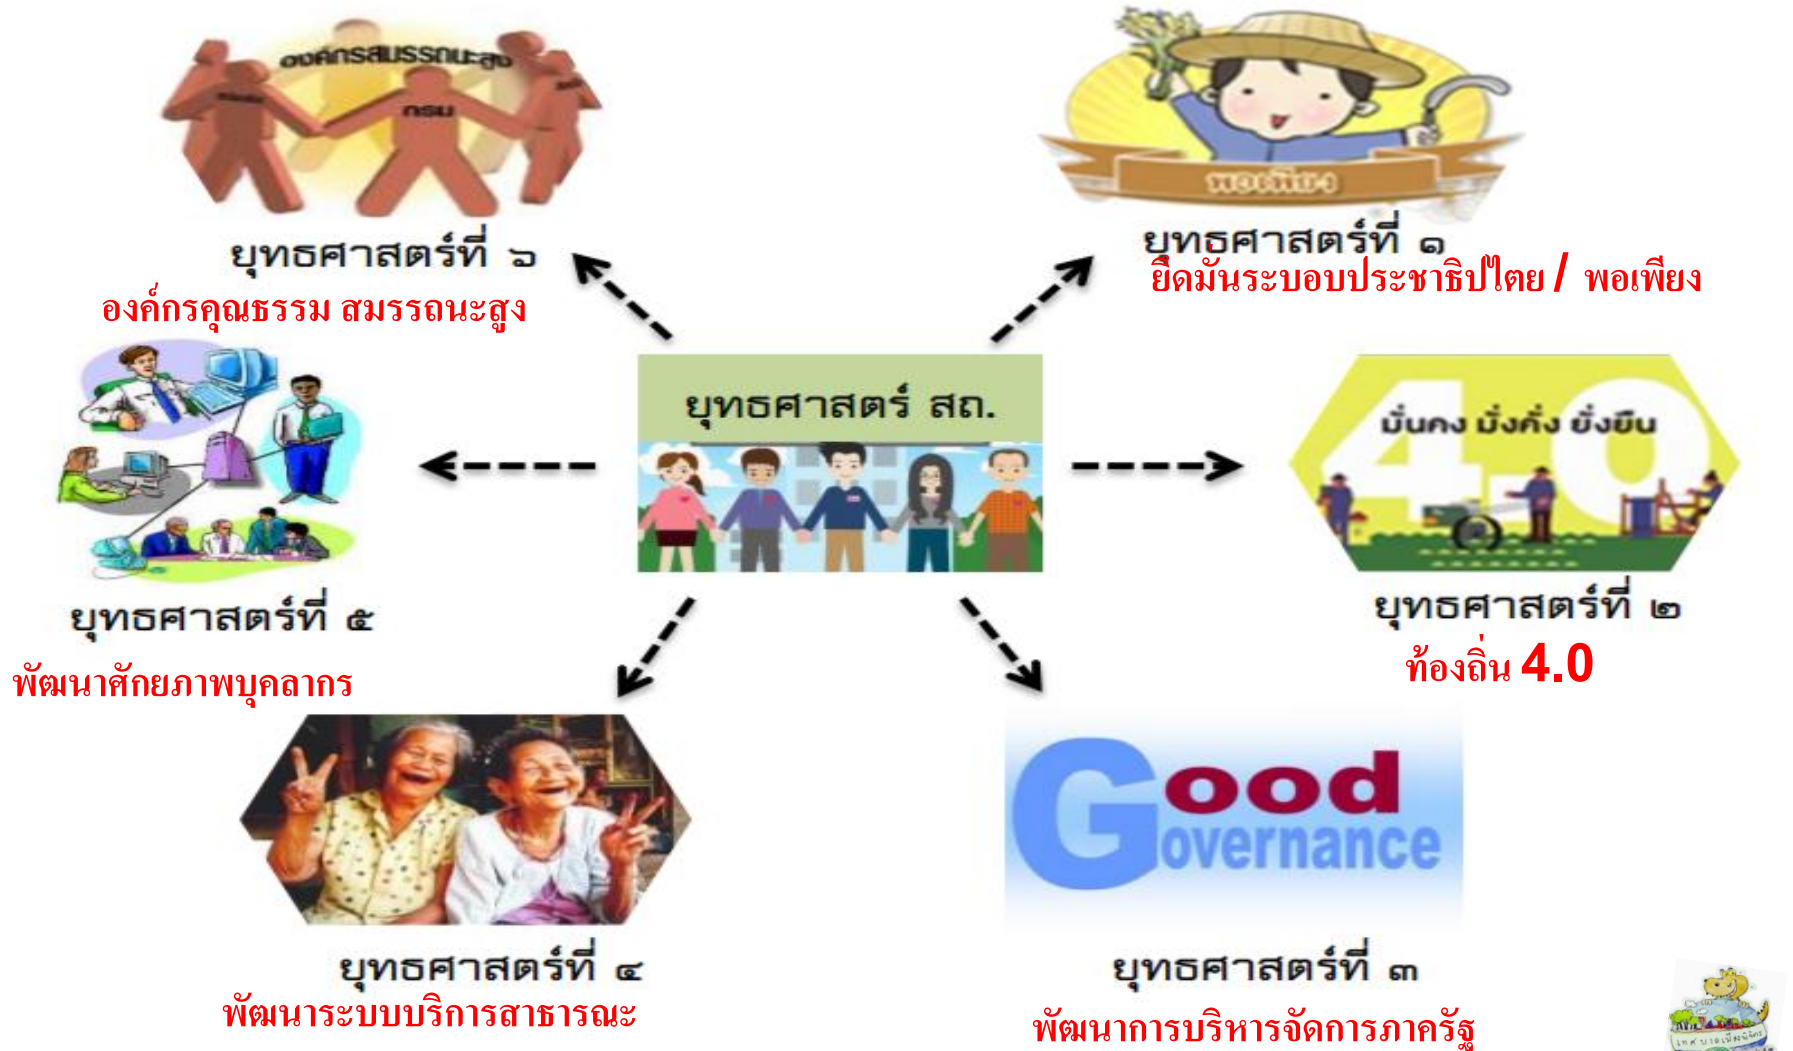 องค์กรสมรรถนะสูง
กรม
ยุทธศาสตร์ที่ ๖
องค์กรคุณธรรม สมรรถนะสูง
พอเพียง
ยุทธศาสตร์ที่ ๑
ยึดมั่นระบอบประชาธิปไตย / พอเพียง
ยุทธศาสตร์ สถ.
4.0
มั่นคง มั่งคั่ง ยั่งยืน
ยุทธศาสตร์ที่ ๒
ท้องถิ่น 4.0
ยุทธศาสตร์ที่ ๕
พัฒนาศักยภาพบุคลากร
ยุทธศาสตร์ที่ ๔
พัฒนาระบบบริการสาธารณะ
Good
Governance
ยุทธศาสตร์ที่ ๓
พัฒนาการบริหารจัดการภาครัฐ